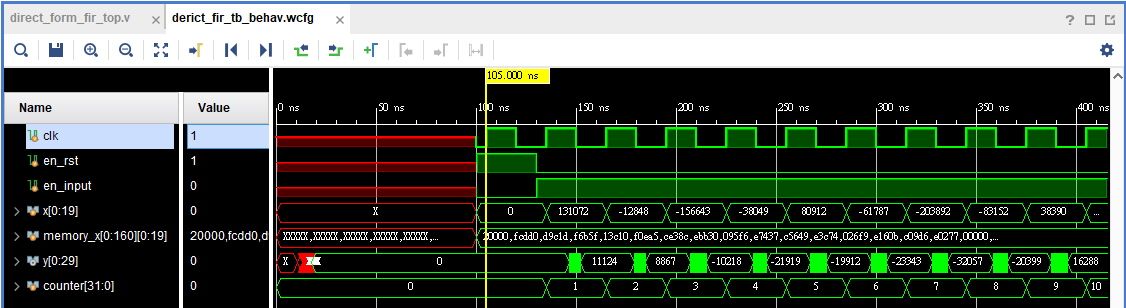 direct_form_fir_top.v × derict_fir_tb_behav.wcfg × ?
105.000 ns
Name Value 0 ns 50 ns 100 ns 150 ns 200 ns 250 ns 300 ns 350 ns 400 ns
clk 1
en_rst 1
en_input 0
x[0:19] 0 X 0 131072 -12848 -156643 -38049 80912 -61787 -203892 -83152 38390 ...
memory_x[0:160][0:19] 20000,fcdd0,d XXXXX,XXXXX,XXXXX,XXXXX,XXXXX,... 20000,fcdd0,d9c1d,f6b5f,13c10,f0ea5,ce38c,ebb30,095f6,e7437,c5649,e3c74,026f9,e160b,c09d6,e0277,00000,...
y[0:29] 0 X 0 11124 8867 -10218 -21919 -19912 -23343 -32057 -20399 16288
counter[31:0] 0 0 1 2 3 4 5 6 7 8 9 10